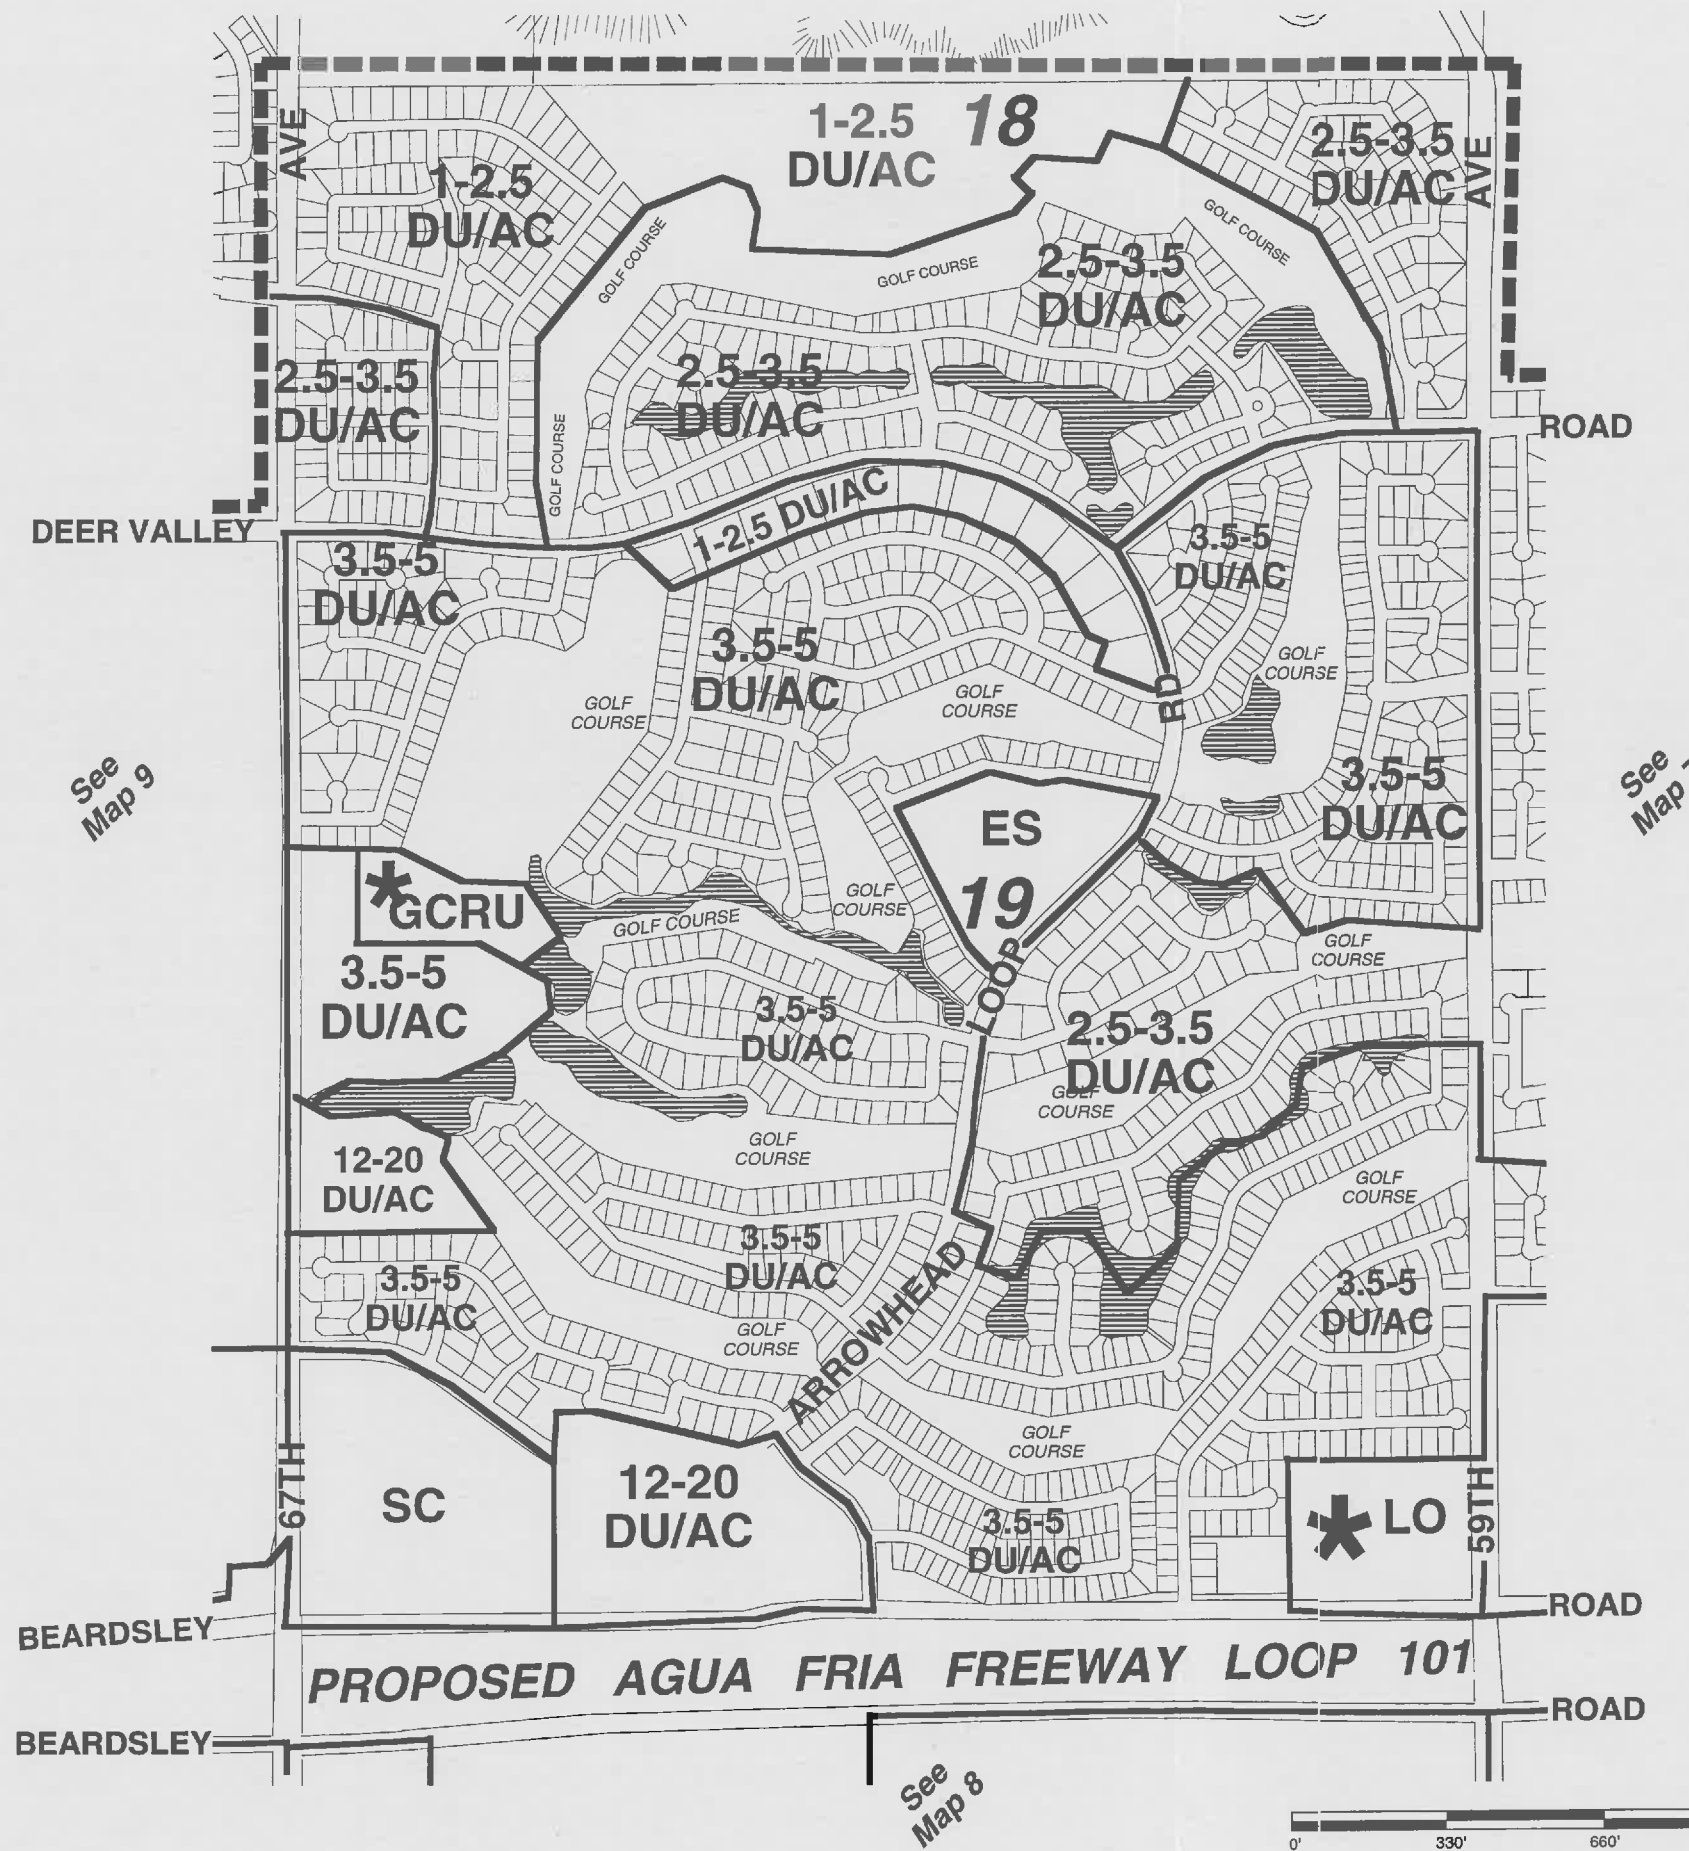 1-2.5 18
DU/AC
AVE
2.5-3.5
DU/AC
AVE
1-2.5
DU/AC
GOLF COURSE
GOLF COURSE
GOLF COURSE
2.5-3.5
DU/AC
2.5-3.5
DU/AC
2.5-3.5
DU/AC
GOLF COURSE
ROAD
DEER VALLEY
1-2.5 DU/AC
3.5-5
DU/AC
3.5-5
DU/AC
3.5-5
DU/AC
GOLF
COURSE
GOLF
COURSE
GOLF
COURSE
RD
See
Map 9
See
Map
3.5-5
DU/AC
ES
19
GOLF
COURSE
*GCRU
GOLF COURSE
GOLF
COURSE
LOOP
3.5-5
DU/AC
3.5-5
DU/AC
2.5-3.5
DU/AC
GOLF
COURSE
GOLF
COURSE
12-20
DU/AC
GOLF
COURSE
3.5-5
DU/AC
3.5-5
DU/AC
ARROWHEAD
3.5-5
DU/AC
GOLF
COURSE
GOLF
COURSE
67TH
SC
12-20
DU/AC
3.5-5
DU/AC
* LO
59TH
BEARDSLEY
ROAD
PROPOSED AGUA FRIA FREEWAY LOOP 101
BEARDSLEY
ROAD
See
Map 8
0' 330' 660'